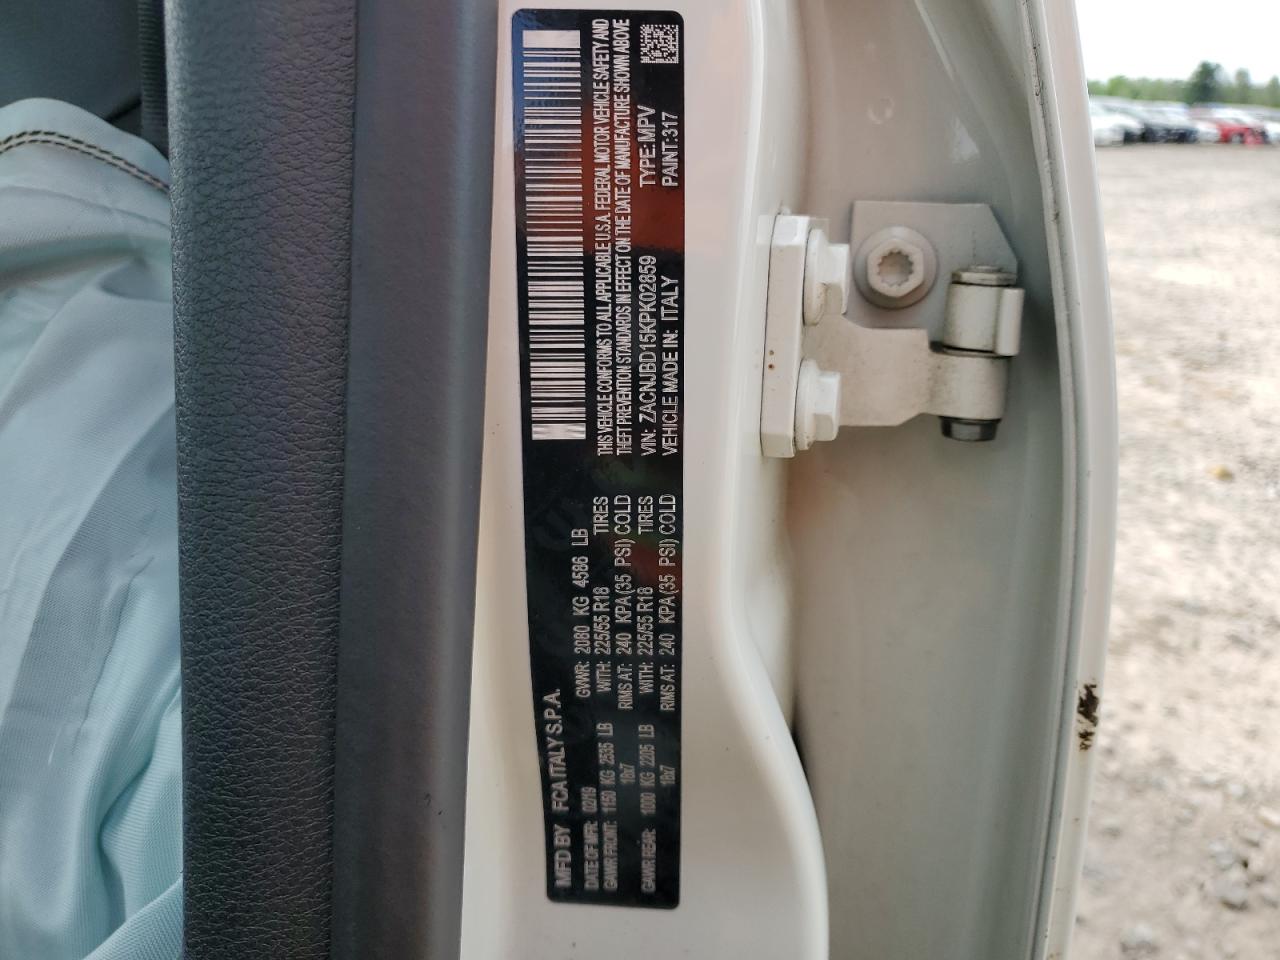 MFD BY FCA ITALY S.P.A.
DATE OF MFR: 02/19 GVWR: 2080 KG 4586 LB
GAWR FRONT: 1150 KG 2535 LB WITH: 225/55 R18 TIRES
18x7 RIMS AT: 240 KPA(35 PSI) COLD
GAWR REAR: 1000 KG 2205 LB WITH: 225/55 R18 TIRES
18x7 RIMS AT: 240 KPA(35 PSI) COLD
THIS VEHICLE CONFORMS TO ALL APPLICABLE U.S.A. FEDERAL MOTOR VEHICLE SAFETY AND
THEFT PREVENTION STANDARDS IN EFFECT ON THE DATE OF MANUFACTURE SHOWN ABOVE
VIN: ZACNJBD15KPK02859 TYPE:MPV
VEHICLE MADE IN: ITALY PAINT:317